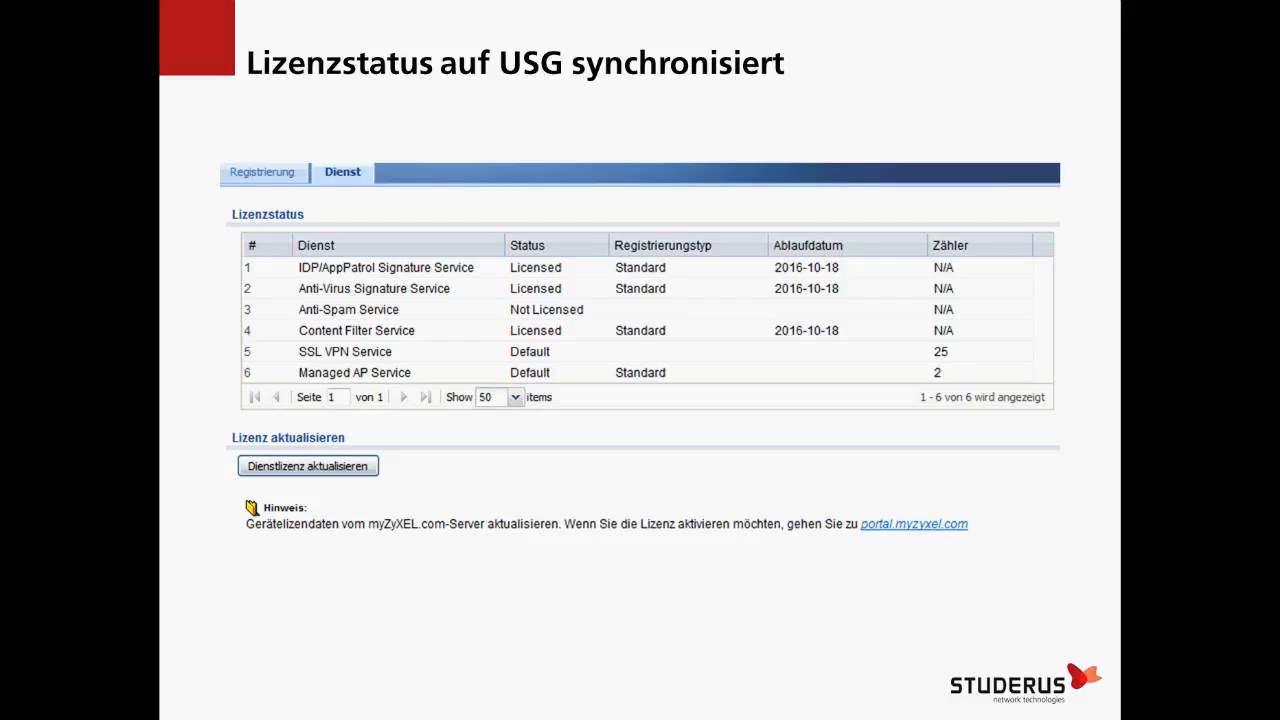 Lizenzstatus auf USG synchronisiert
Registrierung Dienst
Lizenzstatus
# Dienst Status Registrierungstyp Ablaufdatum Zähler
1 IDP/AppPatrol Signature Service Licensed Standard 2016-10-18 N/A
2 Anti-Virus Signature Service Licensed Standard 2016-10-18 N/A
3 Anti-Spam Service Not Licensed N/A
4 Content Filter Service Licensed Standard 2016-10-18 N/A
5 SSL VPN Service Default 25
6 Managed AP Service Default Standard 2
Seite 1 von 1 Show 50 items 1 - 6 von 6 wird angezeigt
Lizenz aktualisieren
Dienstlizenz aktualisieren
Hinweis:
Gerätelizendaten vom myZyXEL.com-Server aktualisieren. Wenn Sie die Lizenz aktivieren möchten, gehen Sie zu portal.myzyxel.com
STUDERUS
network technologies